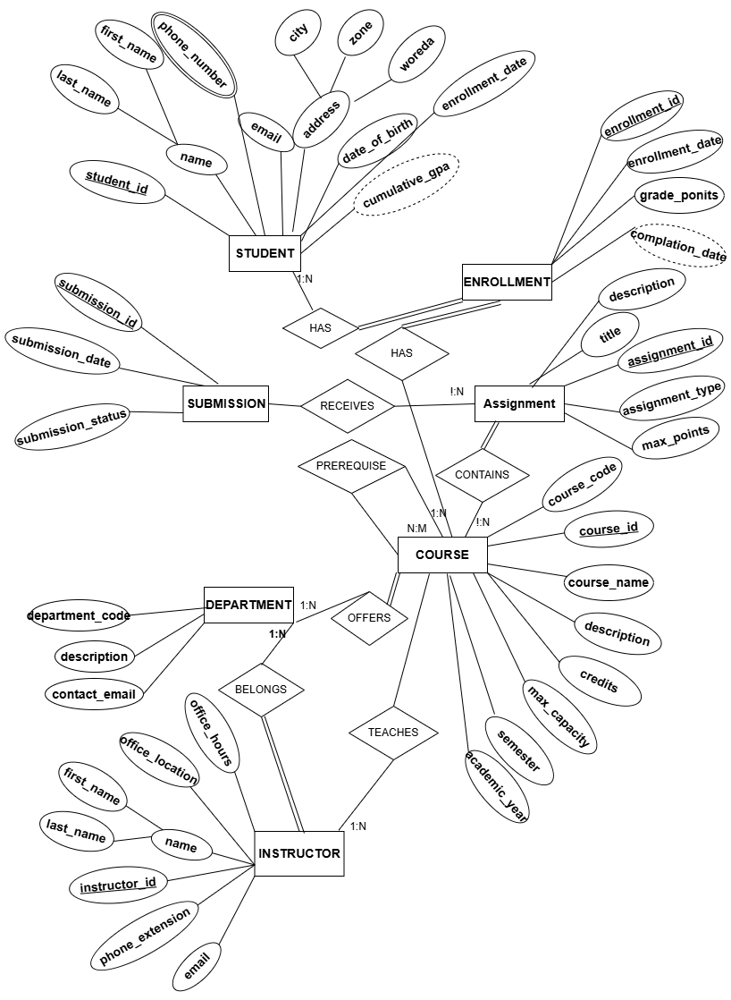 city
zone
first_name
phone_number
woreda
enrollment_date
last_name
email
address
date_of_birth
name
cumulative_gpa
student_id
STUDENT
1:N
enrollment_id
enrollment_date
grade_ponits
complation_date
ENROLLMENT
HAS
HAS
submission_id
submission_date
submission_status
SUBMISSION
RECEIVES
!:N
Assignment
description
title
assignment_id
assignment_type
max_points
PREREQUISE
CONTAINS
1:N
!:N
N:M
COURSE
course_code
course_id
course_name
description
credits
max_capacity
semester
academic_year
DEPARTMENT
1:N
1:N
OFFERS
department_code
description
contact_email
BELONGS
TEACHES
office_hours
office_location
first_name
last_name
name
1:N
INSTRUCTOR
instructor_id
phone_extension
email